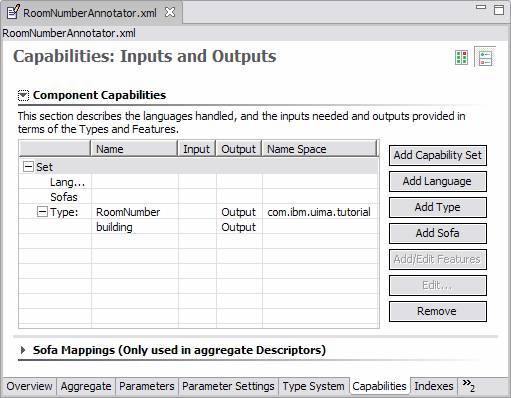 RoomNumberAnnotator.xml
RoomNumberAnnotator.xml
Capabilities: Inputs and Outputs
Component Capabilities
This section describes the languages handled, and the inputs needed and outputs provided in
terms of the Types and Features.
Name Input Output Name Space
Set
Lang...
Sofas
Type: RoomNumber Output com.ibm.uima.tutorial
building Output
Add Capability Set
Add Language
Add Type
Add Sofa
Add/Edit Features
Edit...
Remove
Sofa Mappings (Only used in aggregate Descriptors)
Overview Aggregate Parameters Parameter Settings Type System Capabilities Indexes »2